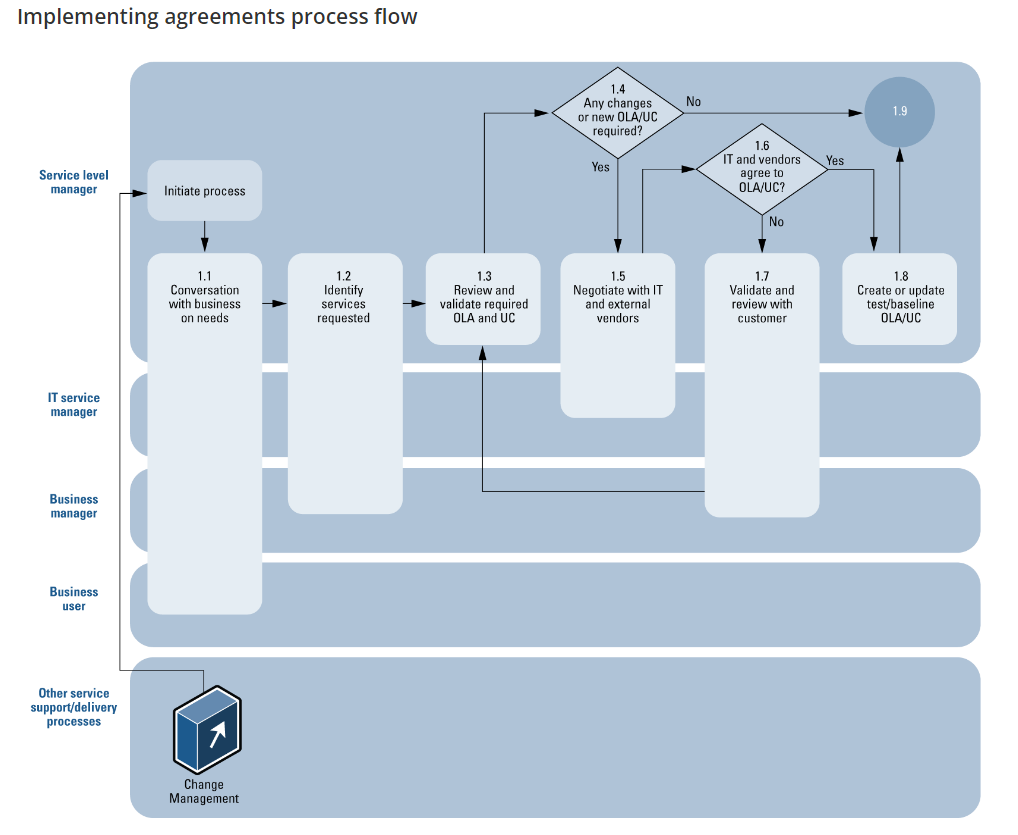 Implementing agreements process flow
1.4
Any changes
or new OLA/UC
required?
No
1.9
1.6
IT and vendors
agree to
OLA/UC?
Yes
Yes
No
Service level
manager
Initiate process
1.1
Conversation
with business
on needs
1.2
Identify
services
requested
1.3
Review and
validate required
OLA and UC
1.5
Negotiate with IT
and external
vendors
1.7
Validate and
review with
customer
1.8
Create or update
test/baseline
OLA/UC
IT service
manager
Business
manager
Business
user
Other service
support/delivery
processes
Change
Management